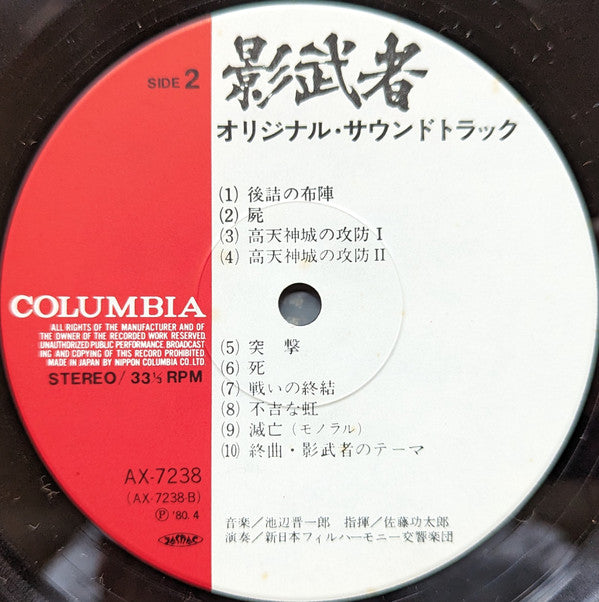 SIDE 2
影武者
オリジナル・サウンドトラック
(1) 後詰の布陣
(2) 屍
(3) 高天神城の攻防 I
(4) 高天神城の攻防 II
COLUMBIA
ALL RIGHTS OF THE MANUFACTURER AND OF
THE OWNER OF THE RECORDED WORK RESERVED.
UNAUTHORIZED PUBLIC PERFORMANCE BROADCAST
ING AND COPYING OF THIS RECORD PROHIBITED.
MADE IN JAPAN BY NIPPON COLUMBIA CO. LTD.
STEREO / 33⅓ RPM
(5) 突 撃
(6) 死
(7) 戦いの終結
(8) 不吉な虹
(9) 滅亡 (モノラル)
(10) 終曲・影武者のテーマ
AX-7238
(AX-7238-B)
Ⓟ '80. 4
音楽/池辺晋一郎 指揮/佐藤功太郎
演奏/新日本フィルハーモニー交響楽団